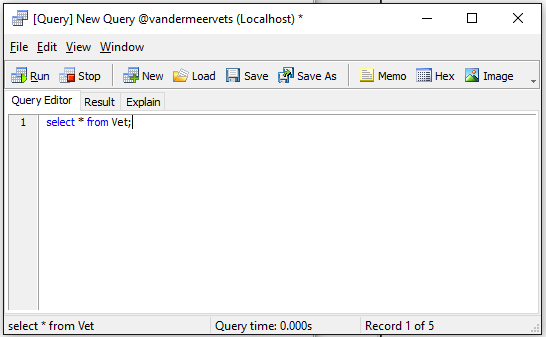 [Query] New Query @vandermeervets (Localhost) *
File Edit View Window
Run Stop New Load Save Save As Memo Hex Image
Query Editor Result Explain
1 select * from Vet;
select * from Vet Query time: 0.000s Record 1 of 5